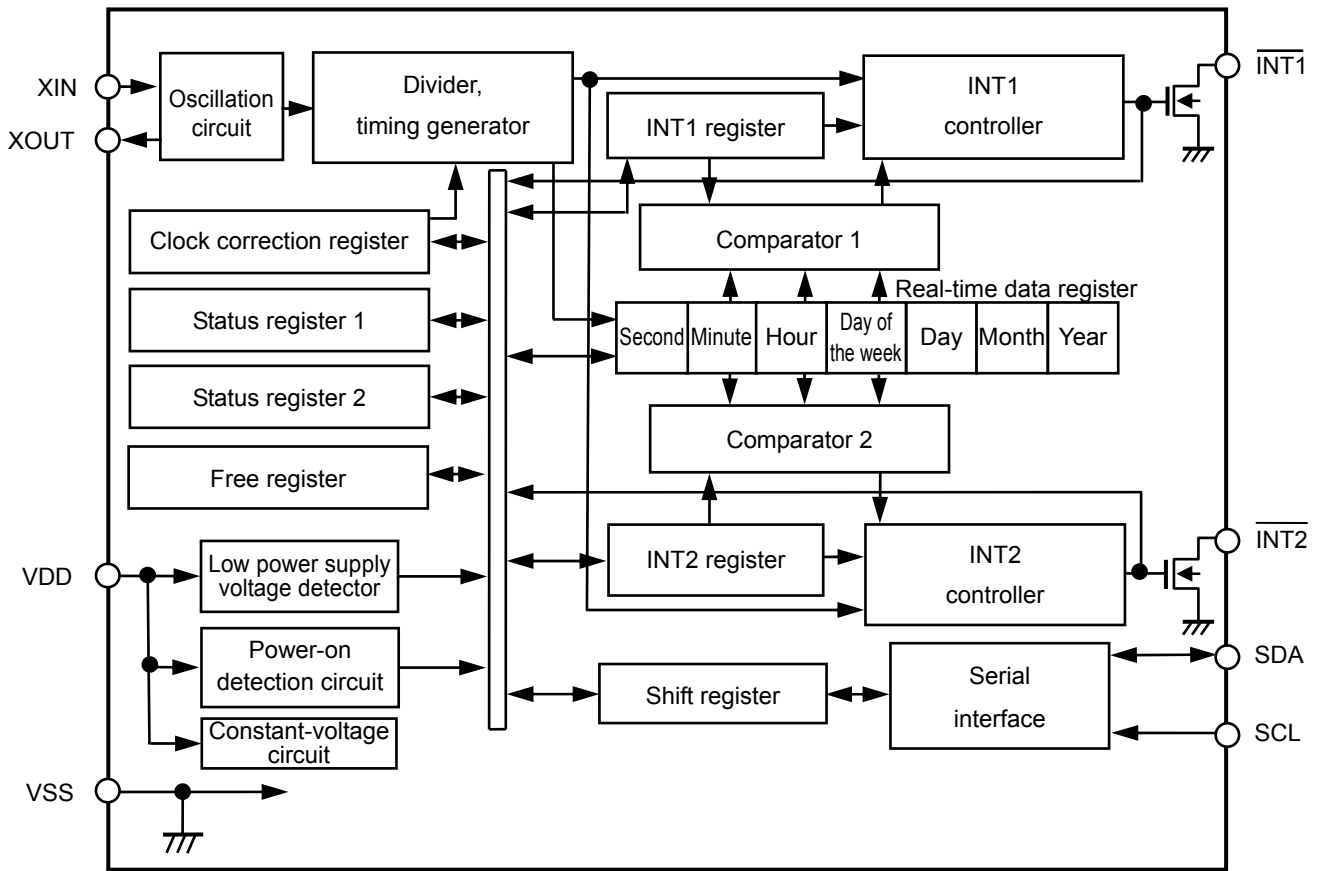 XIN
XOUT
Oscillation
circuit
Divider,
timing generator
INT1 register
INT1
controller
INT1
Clock correction register
Comparator 1
Status register 1
Real-time data register
Second
Minute
Hour
Day of
the week
Day
Month
Year
Status register 2
Comparator 2
Free register
VDD
Low power supply
voltage detector
INT2 register
INT2
controller
INT2
Power-on
detection circuit
Shift register
Serial
interface
SDA
SCL
Constant-voltage
circuit
VSS